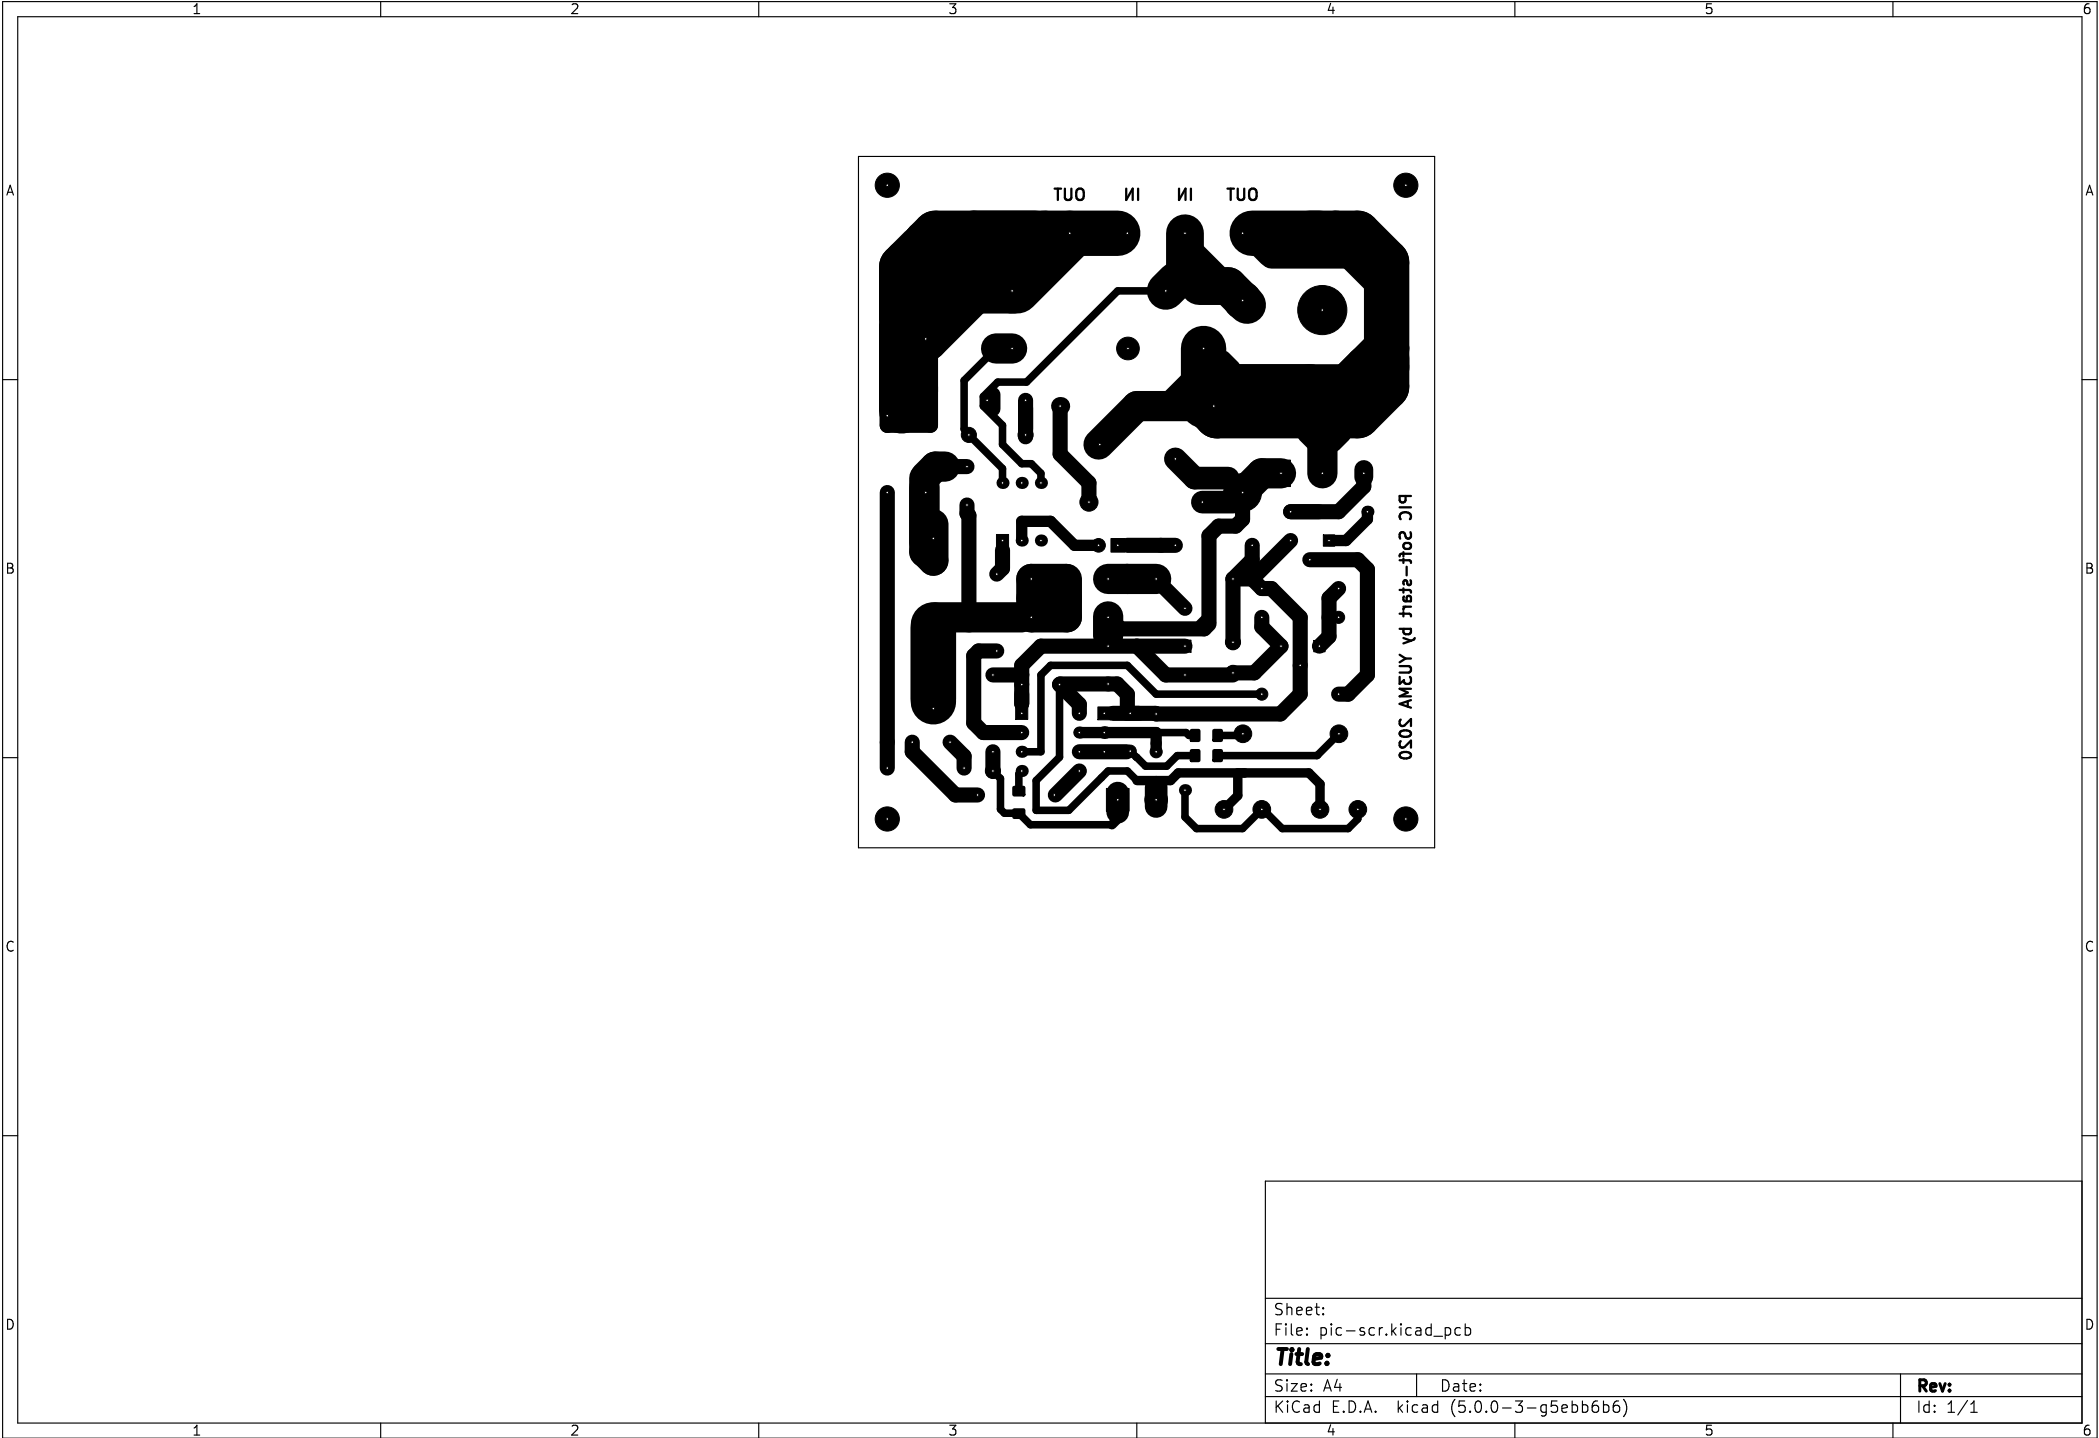 1 2 3 4 5 6
A A
OUT IN IN OUT
PIC Soft-start by YU3MA 2020
B B
C C
D D
Sheet:
File: pic-scr.kicad_pcb
Title:
Size: A4 Date: Rev:
KiCad E.D.A. kicad (5.0.0-3-g5ebb6b6) Id: 1/1
1 2 3 4 5 6